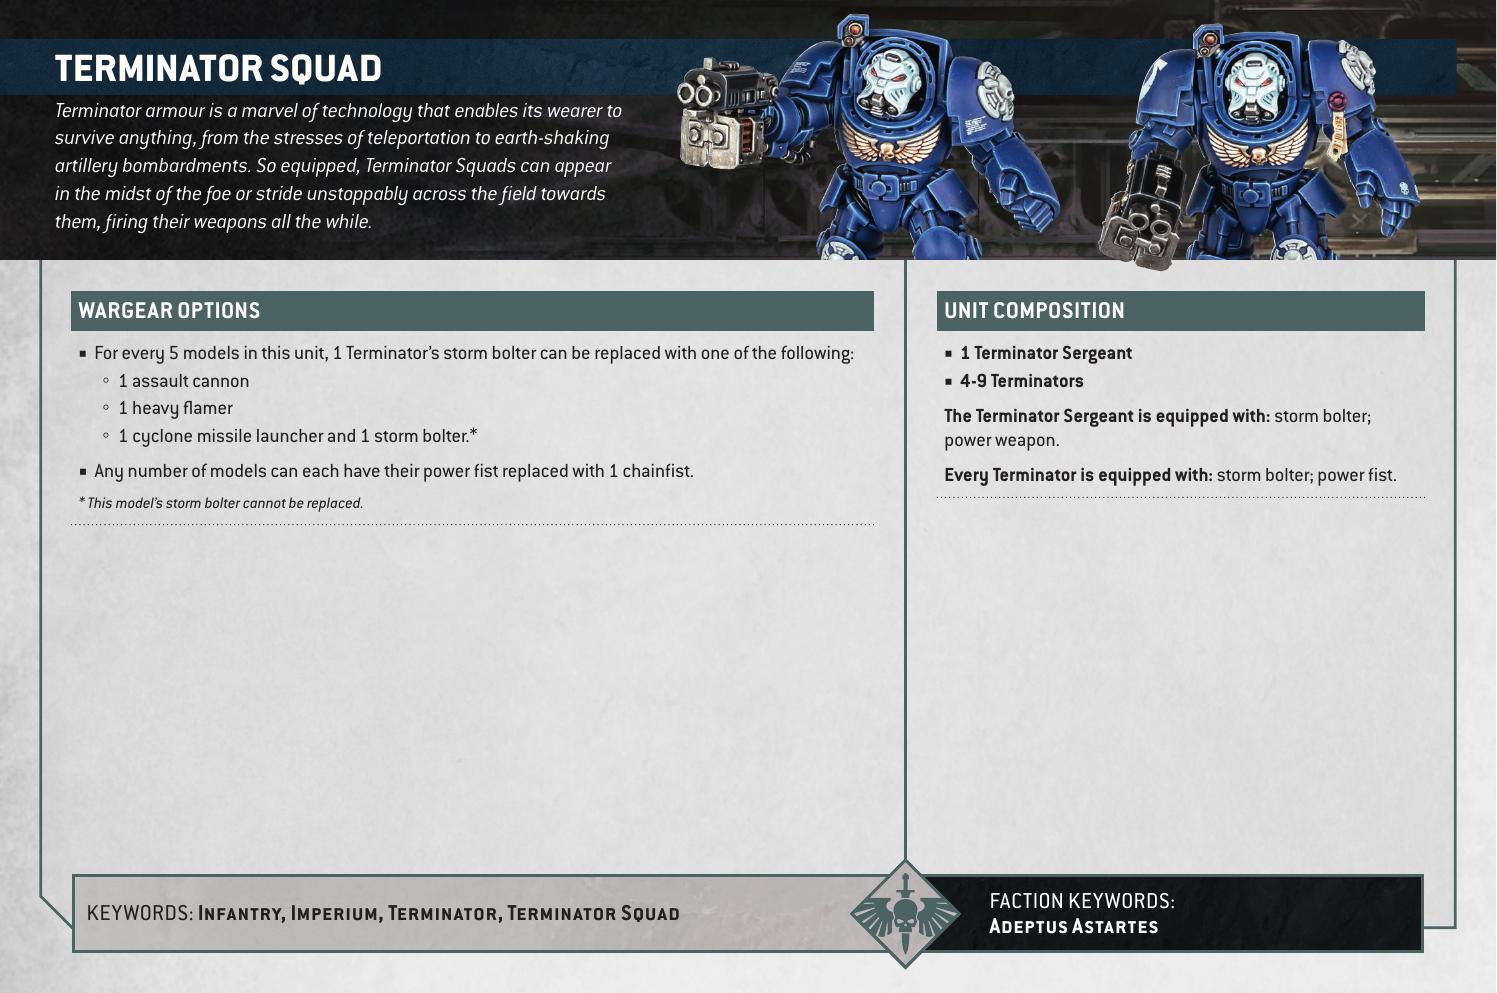 TERMINATOR SQUAD
Terminator armour is a marvel of technology that enables its wearer to
survive anything, from the stresses of teleportation to earth-shaking
artillery bombardments. So equipped, Terminator Squads can appear
in the midst of the foe or stride unstoppably across the field towards
them, firing their weapons all the while.
WARGEAR OPTIONS
■ For every 5 models in this unit, 1 Terminator’s storm bolter can be replaced with one of the following:
◦ 1 assault cannon
◦ 1 heavy flamer
◦ 1 cyclone missile launcher and 1 storm bolter.*
■ Any number of models can each have their power fist replaced with 1 chainfist.
* This model’s storm bolter cannot be replaced.
UNIT COMPOSITION
■ 1 Terminator Sergeant
■ 4-9 Terminators
The Terminator Sergeant is equipped with: storm bolter;
power weapon.
Every Terminator is equipped with: storm bolter; power fist.
KEYWORDS: Infantry, Imperium, Terminator, Terminator Squad
FACTION KEYWORDS:
Adeptus Astartes